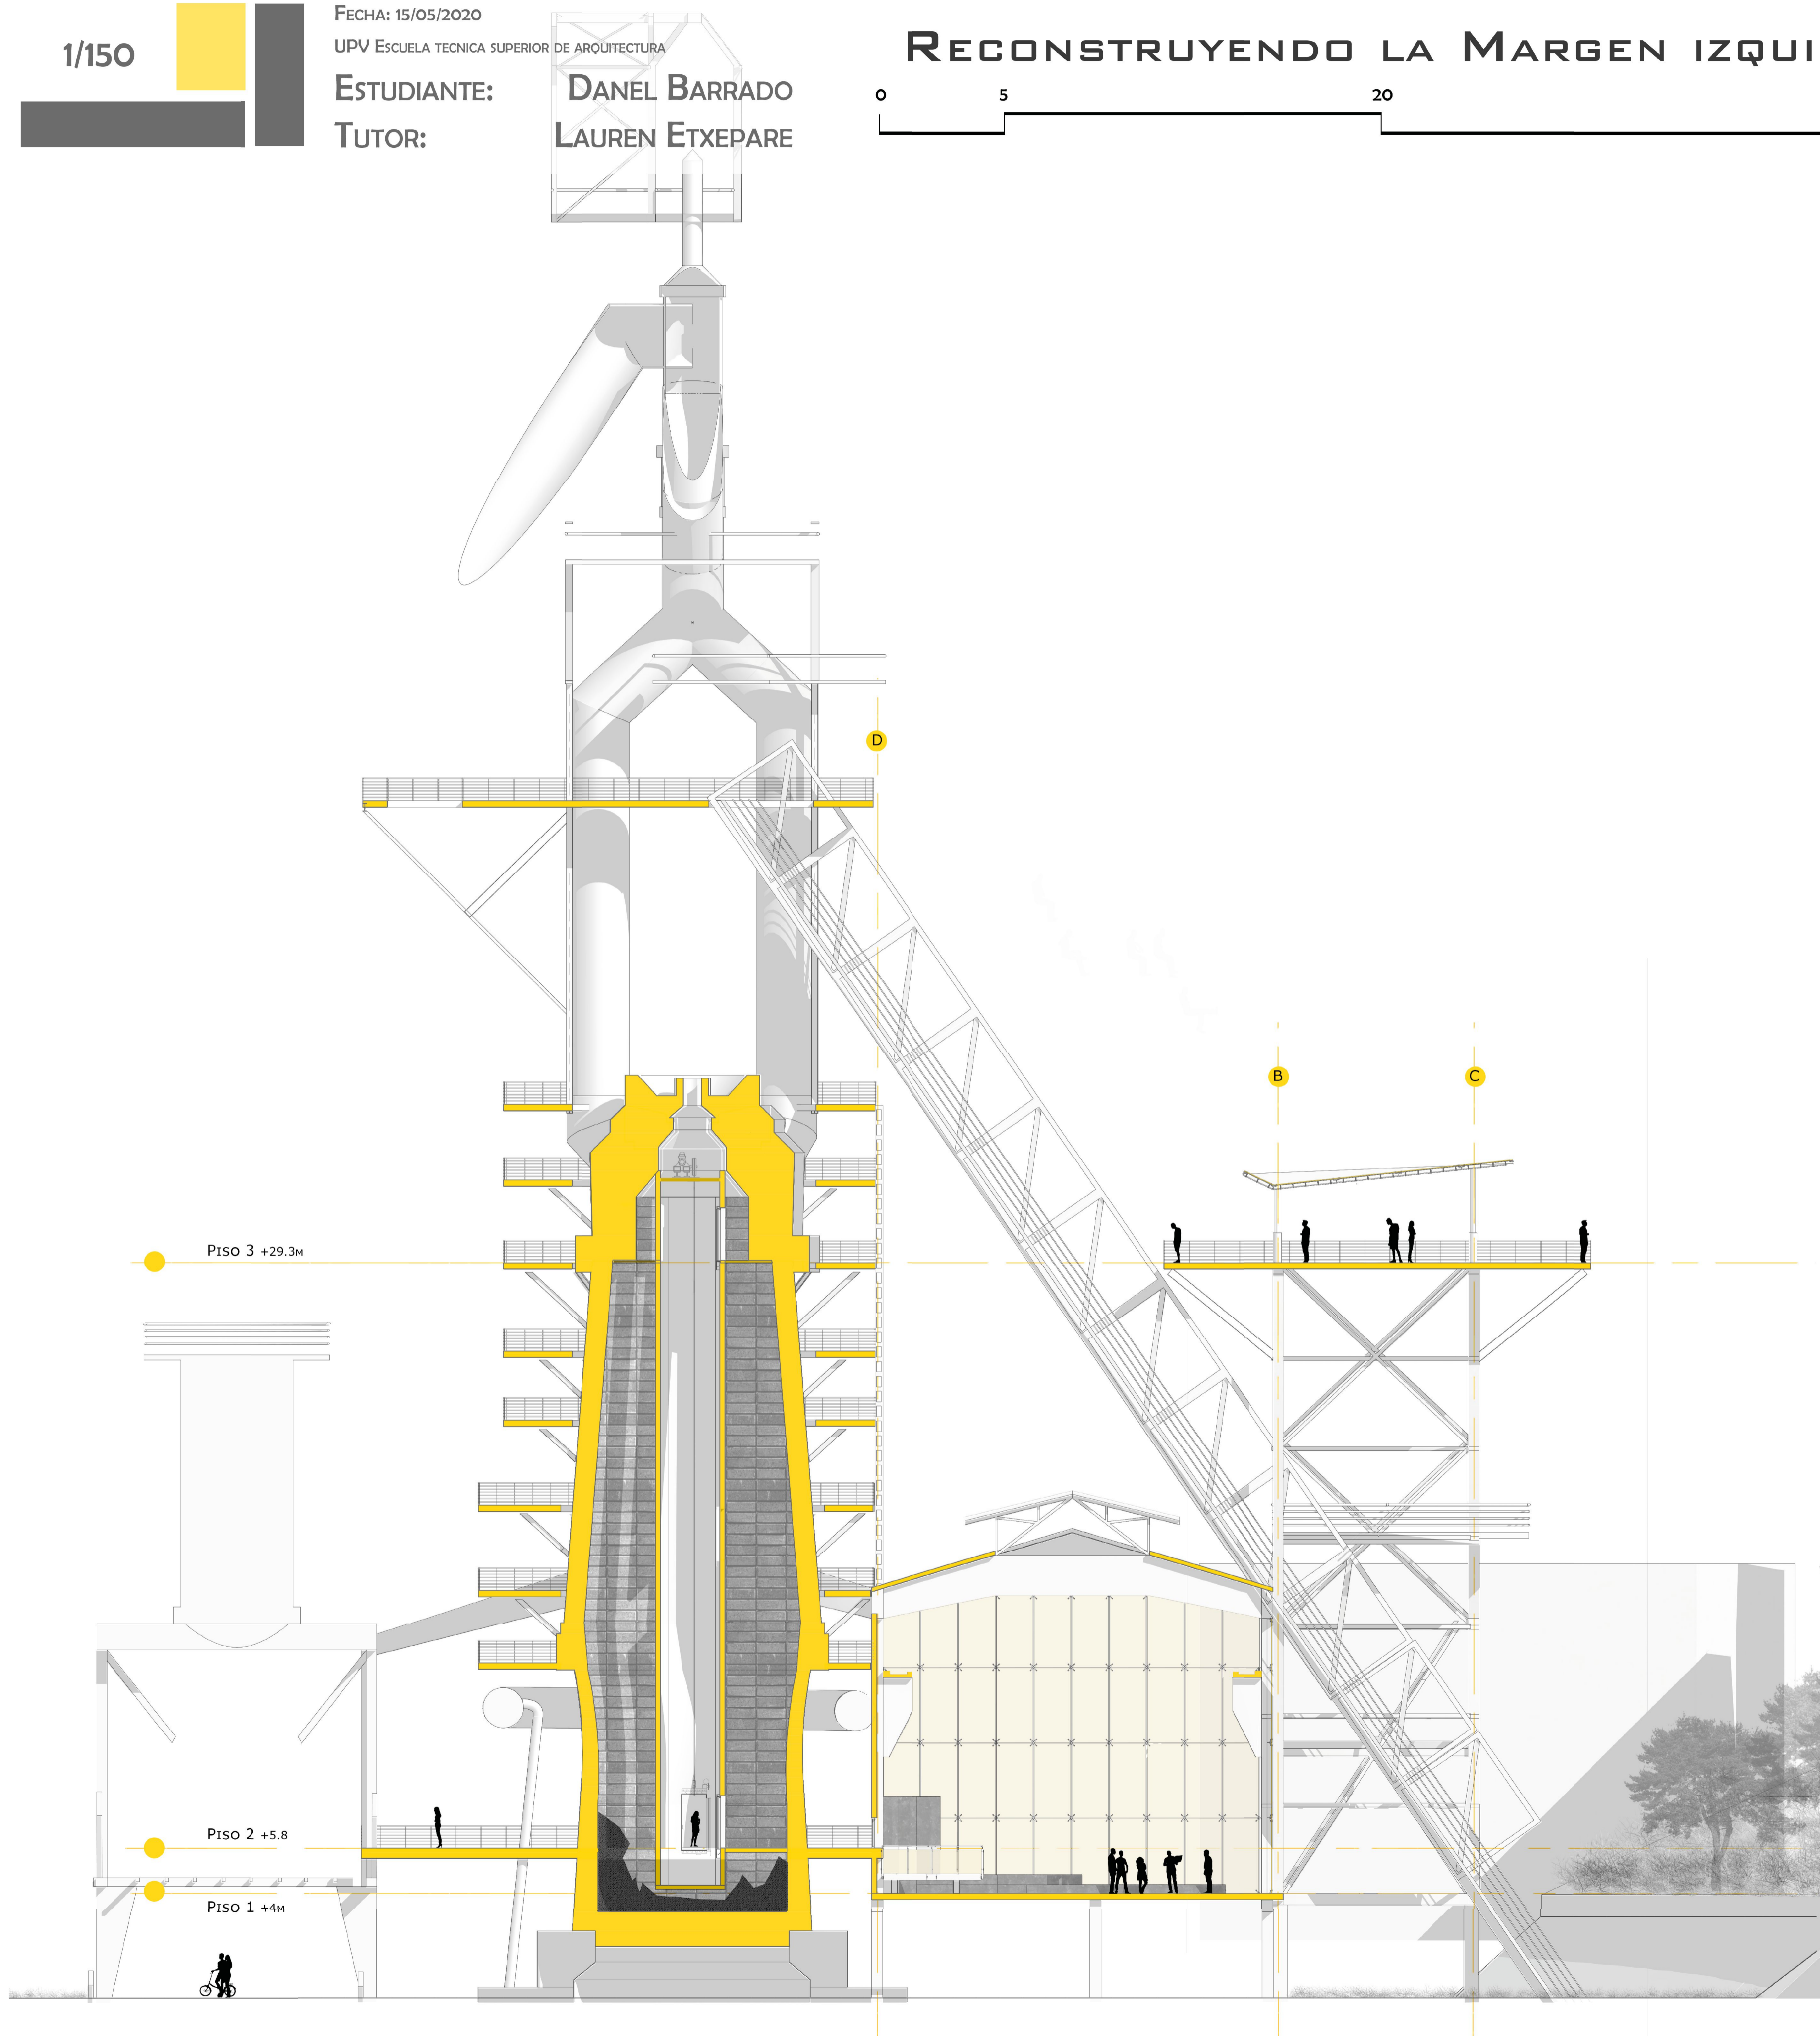 1/150
Fecha: 15/05/2020
UPV Escuela tecnica superior de arquitectura
Estudiante: Danel Barrado
Tutor: Lauren Etxepare
Reconstruyendo la Margen izqui
0 5 20
D
B C
Piso 3 +29.3m
Piso 2 +5.8
Piso 1 +4m